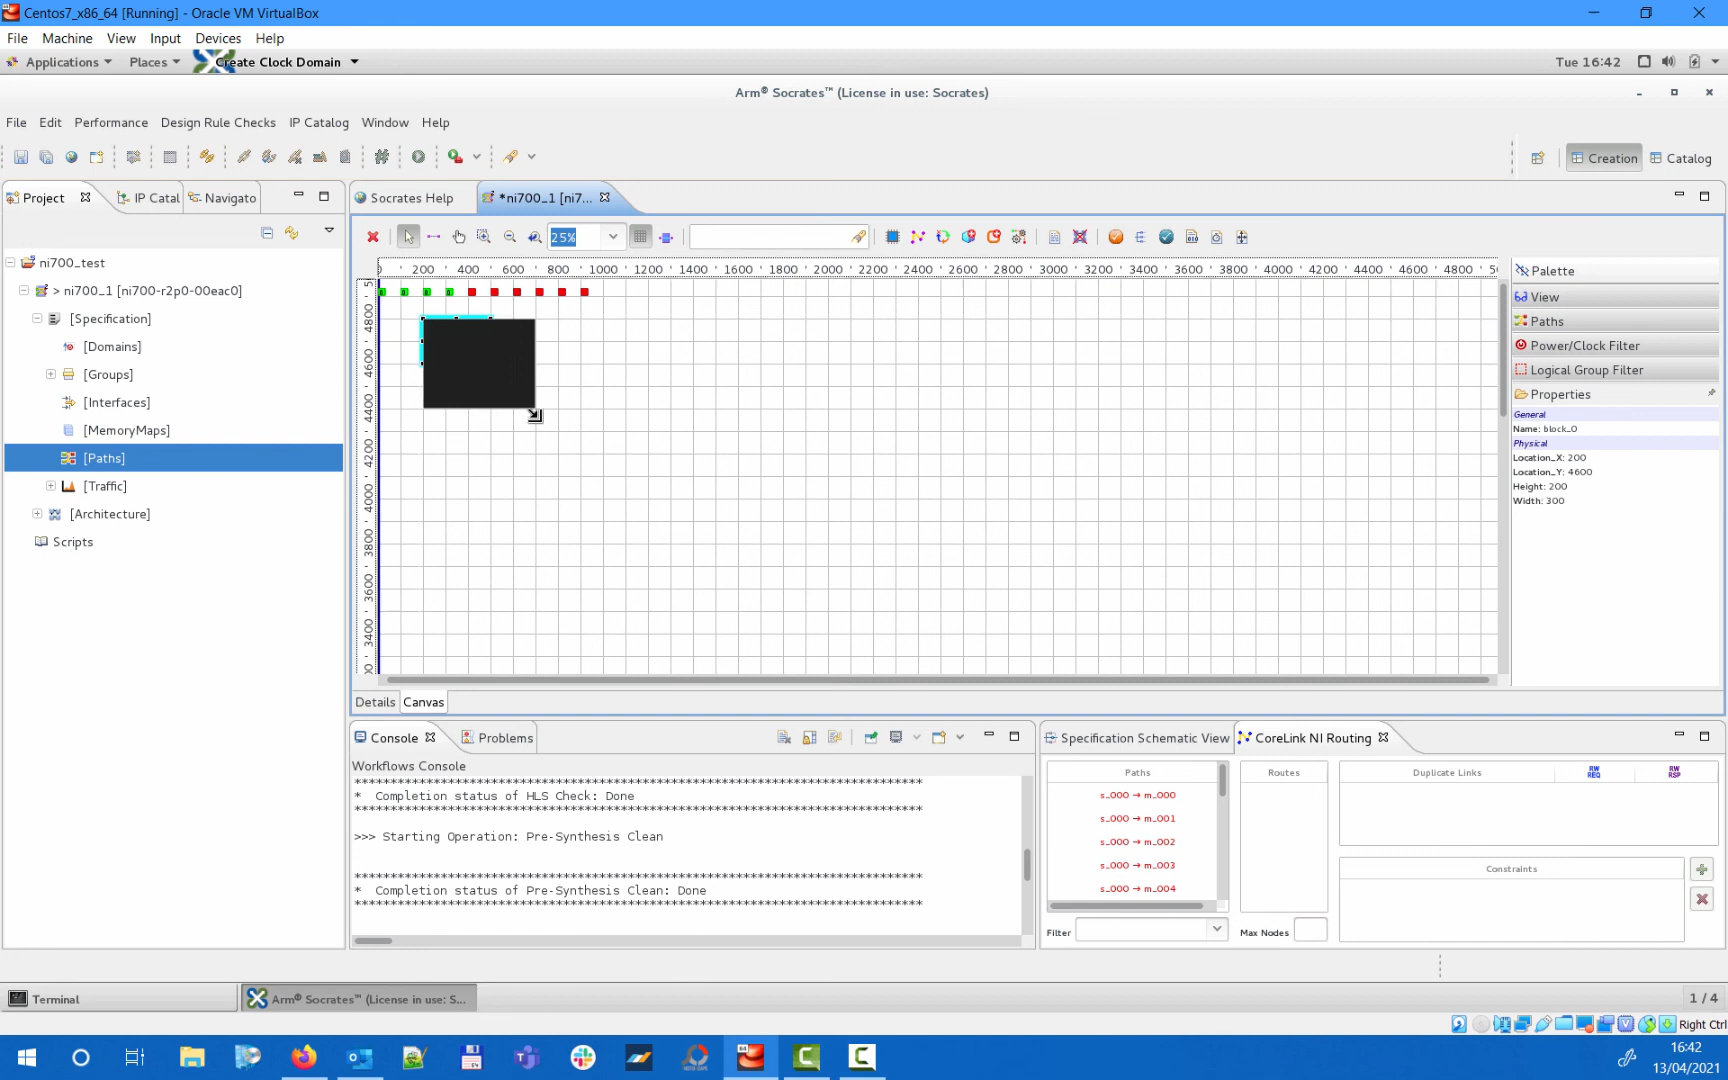 Centos7_x86_64 [Running] - Oracle VM VirtualBox
File Machine View Input Devices Help
Applications Places Create Clock Domain Tue 16:42
Arm® Socrates™ (License in use: Socrates)
File Edit Performance Design Rule Checks IP Catalog Window Help
Creation Catalog
Project IP Catal Navigato
Socrates Help *ni700_1 [ni7...
25%
200 400 600 800 1000 1200 1400 1600 1800 2000 2200 2400 2600 2800 3000 3200 3400 3600 3800 4000 4200 4400 4600 4800
4800
4600
4400
4200
4000
3800
3600
3400
ni700_test
> ni700_1 [ni700-r2p0-00eac0]
[Specification]
[Domains]
[Groups]
[Interfaces]
[MemoryMaps]
[Paths]
[Traffic]
[Architecture]
Scripts
Palette
View
Paths
Power/Clock Filter
Logical Group Filter
Properties
General
Name: block_0
Physical
Location_X: 200
Location_Y: 4600
Height: 200
Width: 300
Details Canvas
Console Problems
Workflows Console
******************************************************************************
* Completion status of HLS Check: Done
******************************************************************************
>>> Starting Operation: Pre-Synthesis Clean
******************************************************************************
* Completion status of Pre-Synthesis Clean: Done
******************************************************************************
Specification Schematic View CoreLink NI Routing
Paths Routes Duplicate Links RW REQ RW RSP
s_000 → m_000
s_000 → m_001
s_000 → m_002
s_000 → m_003
s_000 → m_004
Constraints
Filter Max Nodes
Terminal Arm® Socrates™ (License in use: S... 1 / 4
Right Ctrl
16:42
13/04/2021